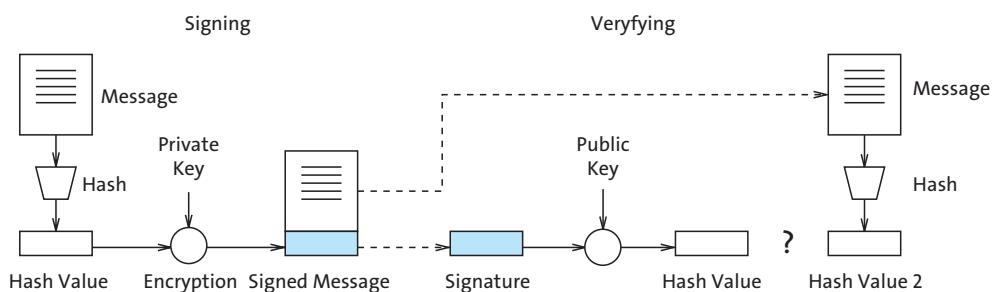 Signing
Veryfying
Message
Message
Private
Key
Public
Key
Hash
Hash
?
Hash Value
Encryption
Signed Message
Signature
Hash Value
Hash Value 2